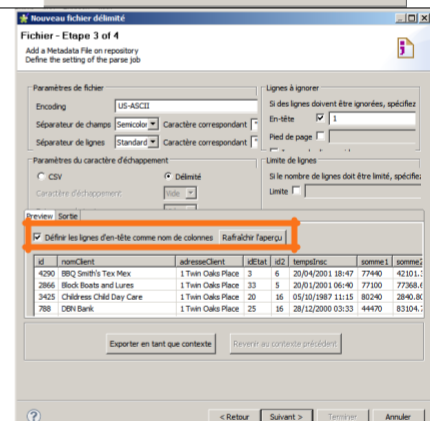 Nouveau fichier délimité
Fichier - Etape 3 of 4
Add a Metadata File on repository
Define the setting of the parse job
Paramètres de fichier
Encoding US-ASCII
Séparateur de champs Semicolon Caractère correspondant
Séparateur de lignes Standard Caractère correspondant
Lignes à ignorer
Si des lignes doivent être ignorées, spécifiez
En-tête 1
Pied de page
Paramètres du caractère d'échappement
CSV Délimité
Caractère d'échappement Vide
Limite de lignes
Si le nombre de lignes doit être limité, spécifiez
Limite
Preview Sortie
Définir les lignes d'en-tête comme nom de colonnes Rafraîchir l'aperçu
id nomClient adresseClient idEtat id2 tempsInsc somme1 somme2
4290 BBQ Smith's Tex Mex 1 Twin Oaks Place 3 6 20/04/2001 18:47 77440 42101.
2866 Block Boats and Lures 1 Twin Oaks Place 33 5 20/01/2001 06:40 77100 77368.6
3425 Childress Child Day Care 1 Twin Oaks Place 20 16 05/10/1987 11:15 80240 2840.80
788 DBN Bank 1 Twin Oaks Place 25 16 28/12/2000 03:33 44470 83104.
Exporter en tant que contexte Revenir au contexte précédent
? < Retour Suivant > Terminer Annuler